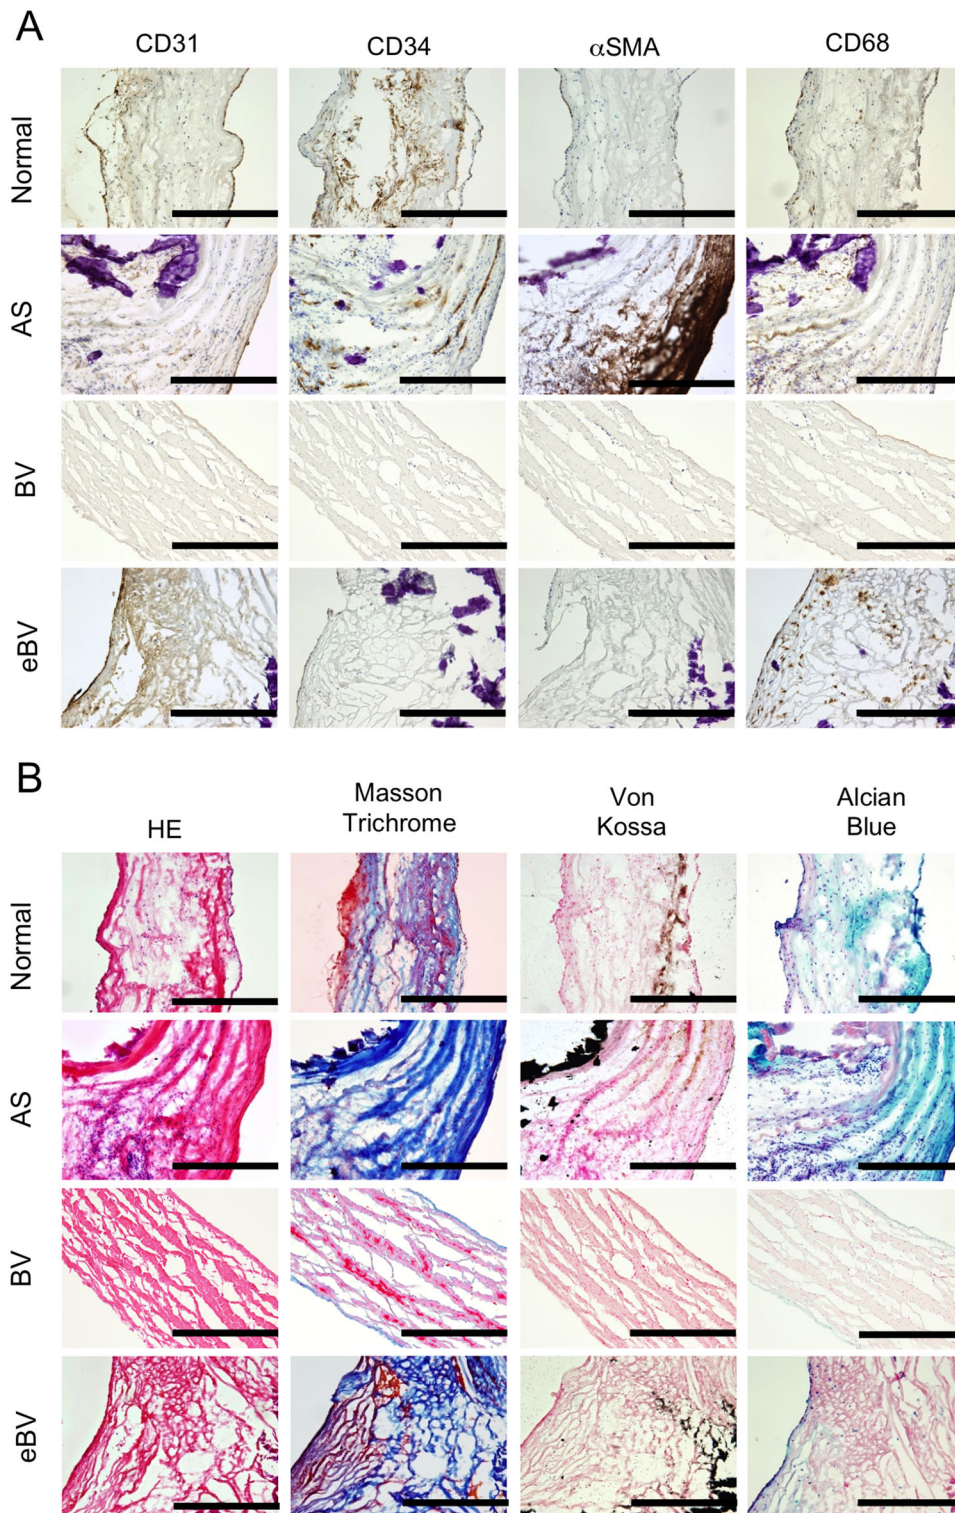 A
CD31 CD34 αSMA CD68
Normal
AS
BV
eBV
B
HE Masson Trichrome Von Kossa Alcian Blue
Normal
AS
BV
eBV